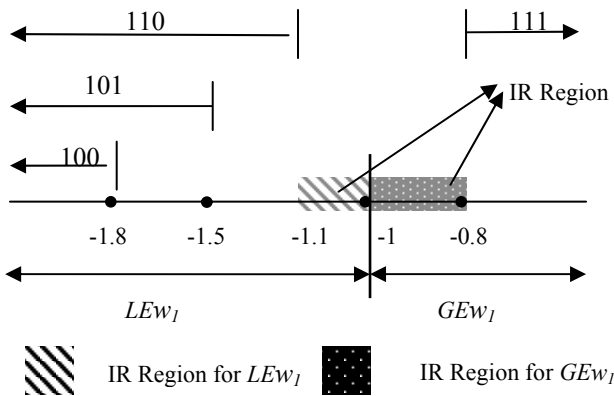 110
111
101
IR Region
100
-1.8 -1.5 -1.1 -1 -0.8
LEw₁ GEw₁
IR Region for LEw₁ IR Region for GEw₁